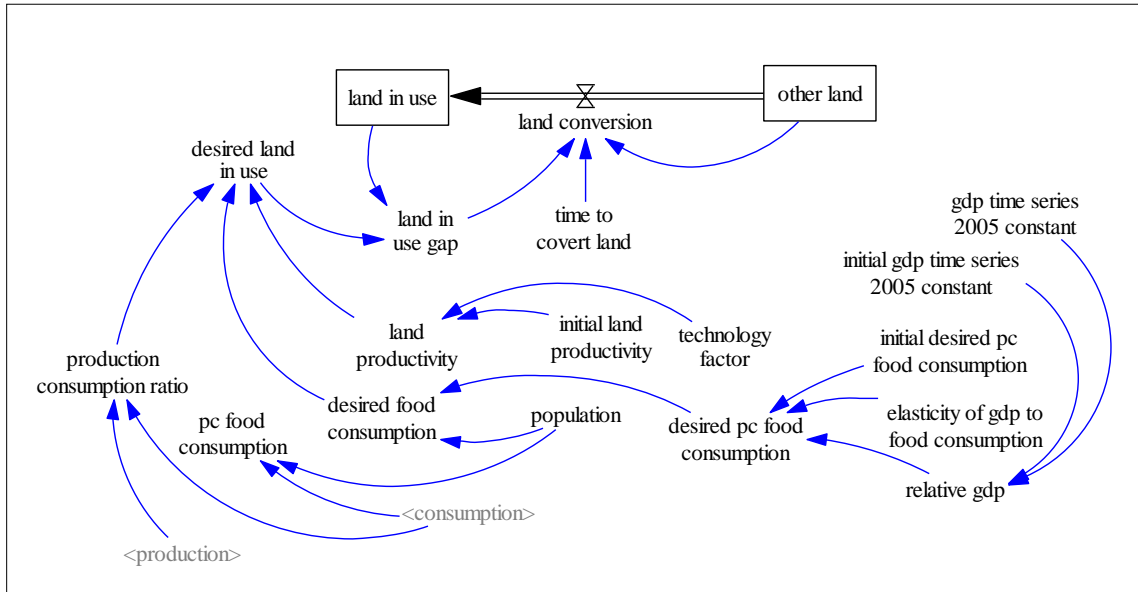 land in use
other land
land conversion
desired land
in use
land in
use gap
time to
covert land
gdp time series
2005 constant
initial gdp time series
2005 constant
land
productivity
initial land
productivity
technology
factor
initial desired pc
food consumption
production
consumption ratio
pc food
consumption
desired food
consumption
population
desired pc food
consumption
elasticity of gdp to
food consumption
relative gdp
<consumption>
<production>